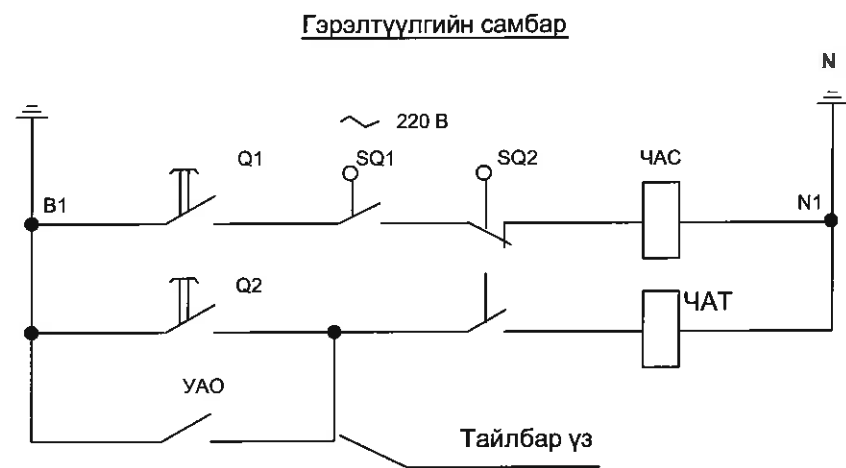 Гэрэлтүүлгийн самбар
N
220 В
Q1 SQ1 SQ2 ЧАС
B1 N1
Q2 ЧАТ
УАО
Тайлбар үз